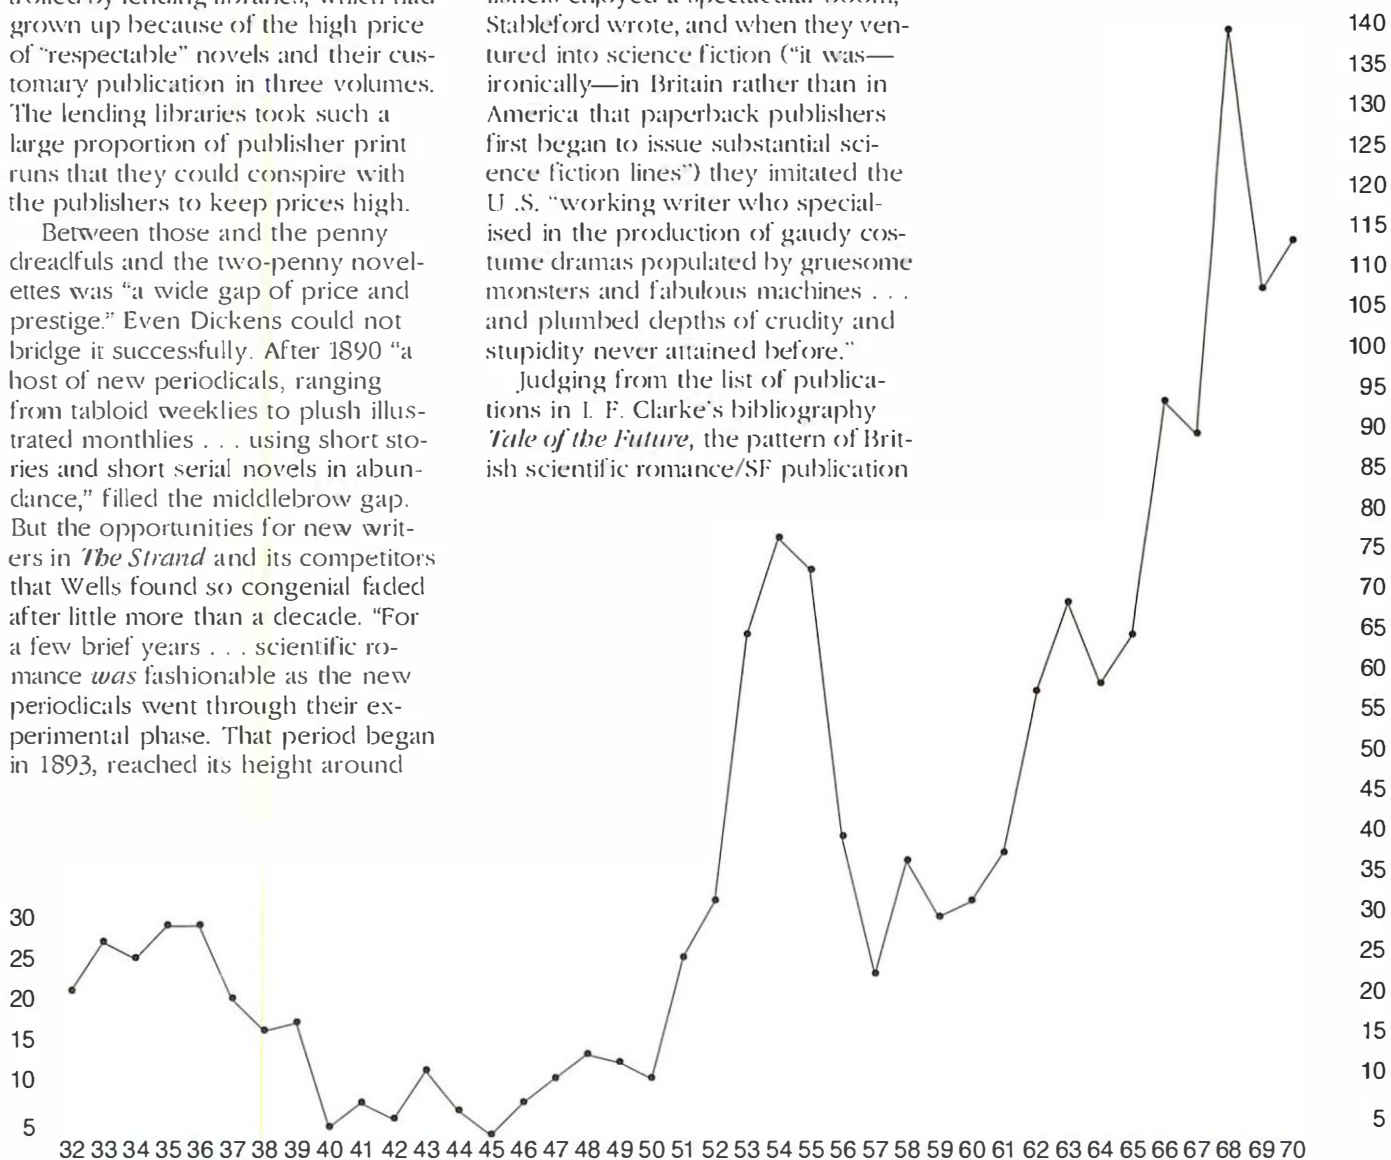 grown up because of the high price
of "respectable" novels and their cus-
tomary publication in three volumes.
The lending libraries took such a
large proportion of publisher print
runs that they could conspire with
the publishers to keep prices high.
Between those and the penny
dreadfuls and the two-penny novel-
ettes was "a wide gap of price and
prestige." Even Dickens could not
bridge it successfully. After 1890 "a
host of new periodicals, ranging
from tabloid weeklies to plush illus-
trated monthlies . . . using short sto-
ries and short serial novels in abun-
dance," filled the middlebrow gap.
But the opportunities for new writ-
ers in The Strand and its competitors
that Wells found so congenial faded
after little more than a decade. "For
a few brief years . . . scientific ro-
mance was fashionable as the new
periodicals went through their ex-
perimental phase. That period began
in 1893, reached its height around
Stableford wrote, and when they ven-
tured into science fiction ("it was—
ironically—in Britain rather than in
America that paperback publishers
first began to issue substantial sci-
ence fiction lines") they imitated the
U .S. "working writer who special-
ised in the production of gaudy cos-
tume dramas populated by gruesome
monsters and fabulous machines . . .
and plumbed depths of crudity and
stupidity never attained before."
Judging from the list of publica-
tions in I. F. Clarke's bibliography
Tale of the Future, the pattern of Brit-
ish scientific romance/SF publication
30
25
20
15
10
5
140
135
130
125
120
115
110
105
100
95
90
85
80
75
70
65
60
55
50
45
40
35
30
25
20
15
10
5
32 33 34 35 36 37 38 39 40 41 42 43 44 45 46 47 48 49 50 51 52 53 54 55 56 57 58 59 60 61 62 63 64 65 66 67 68 69 70